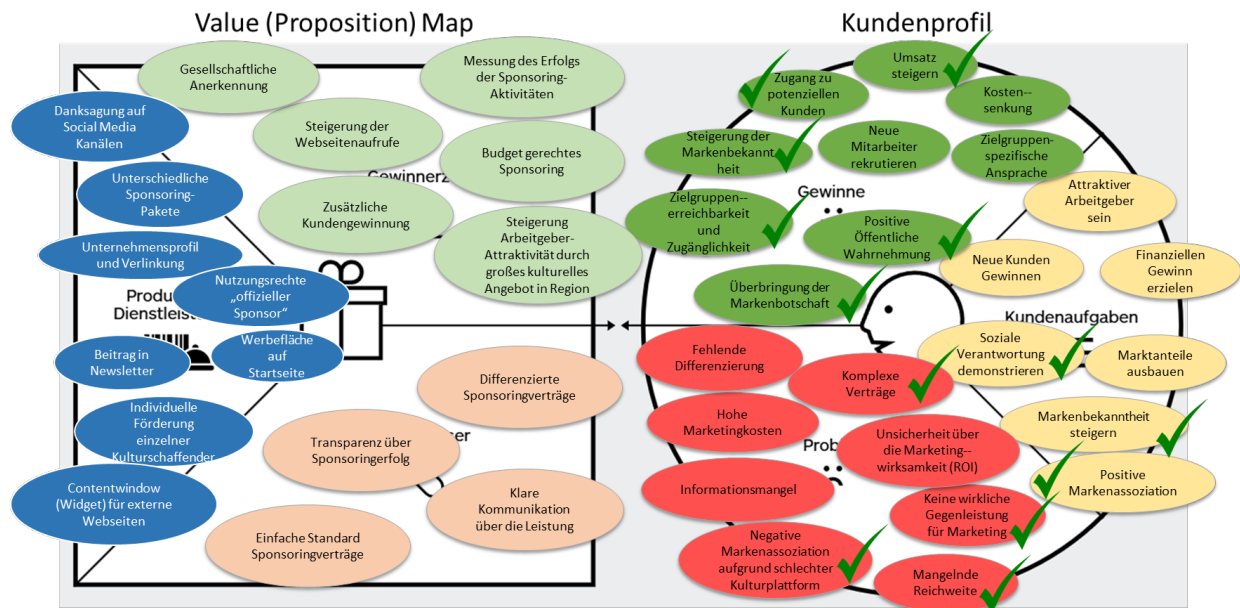 Value (Proposition) Map
Gesellschaftliche
Anerkennung
Messung des Erfolgs
der Sponsoring-
Aktivitäten
Danksagung auf
Social Media
Kanälen
Steigerung der
Webseitenaufrufe
Budget gerechtes
Sponsoring
Gewinnerz
Unterschiedliche
Sponsoring-
Pakete
Zusätzliche
Kundengewinnung
Steigerung
Arbeitgeber-
Attraktivität durch
großes kulturelles
Angebot in Region
Unternehmensprofil
und Verlinkung
Nutzungsrechte
„offizieller
Sponsor“
Produ
Dienstleis
Beitrag in
Newsletter
Werbefläche
auf
Startseite
Differenzierte
Sponsoringverträge
Individuelle
Förderung
einzelner
Kulturschaffender
Transparenz über
Sponsoringerfolg
ser
Contentwindow
(Widget) für externe
Webseiten
Klare
Kommunikation
über die Leistung
Einfache Standard
Sponsoringverträge
Kundenprofil
Umsatz
steigern
Zugang zu
potenziellen
Kunden
Kosten--
senkung
Steigerung der
Markenbekannt
heit
Neue
Mitarbeiter
rekrutieren
Zielgruppen-
spezifische
Ansprache
Gewinne
Attraktiver
Arbeitgeber
sein
Zielgruppen--
erreichbarkeit
und
Zugänglichkeit
Positive
Öffentliche
Wahrnehmung
Neue Kunden
Gewinnen
Finanziellen
Gewinn
erzielen
Überbringung der
Markenbotschaft
Kundenaufgaben
Fehlende
Differenzierung
Komplexe
Verträge
Soziale
Verantwortung
demonstrieren
Marktanteile
ausbauen
Hohe
Marketingkosten
Prob
Unsicherheit über
die Marketing--
wirksamkeit (ROI)
Markenbekanntheit
steigern
Positive
Markenassoziation
Informationsmangel
Keine wirkliche
Gegenleistung
für Marketing
Negative
Markenassoziation
aufgrund schlechter
Kulturplattform
Mangelnde
Reichweite